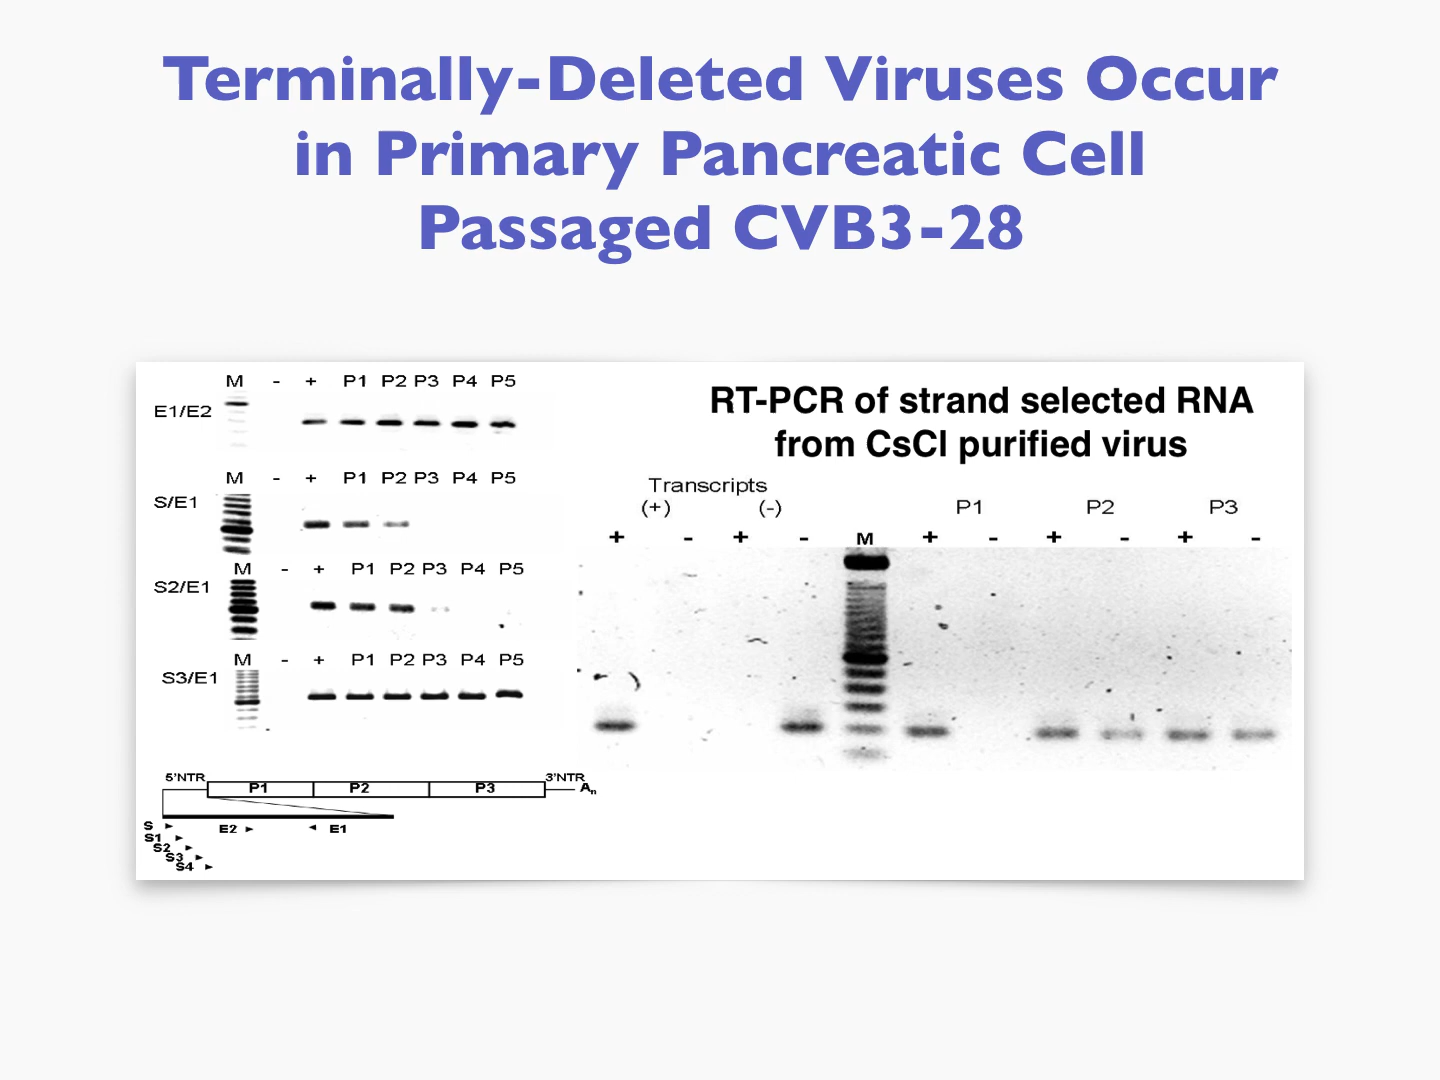 Terminally-Deleted Viruses Occur
in Primary Pancreatic Cell
Passaged CVB3-28
M - + P1 P2 P3 P4 P5
E1/E2
M - + P1 P2 P3 P4 P5
S/E1
M - + P1 P2 P3 P4 P5
S2/E1
M - + P1 P2 P3 P4 P5
S3/E1
5'NTR 3'NTR
P1 P2 P3 An
S E2 E1
S1
S2
S3
S4
RT-PCR of strand selected RNA
from CsCl purified virus
Transcripts
(+) (-) P1 P2 P3
+ - + - M + - + - + -